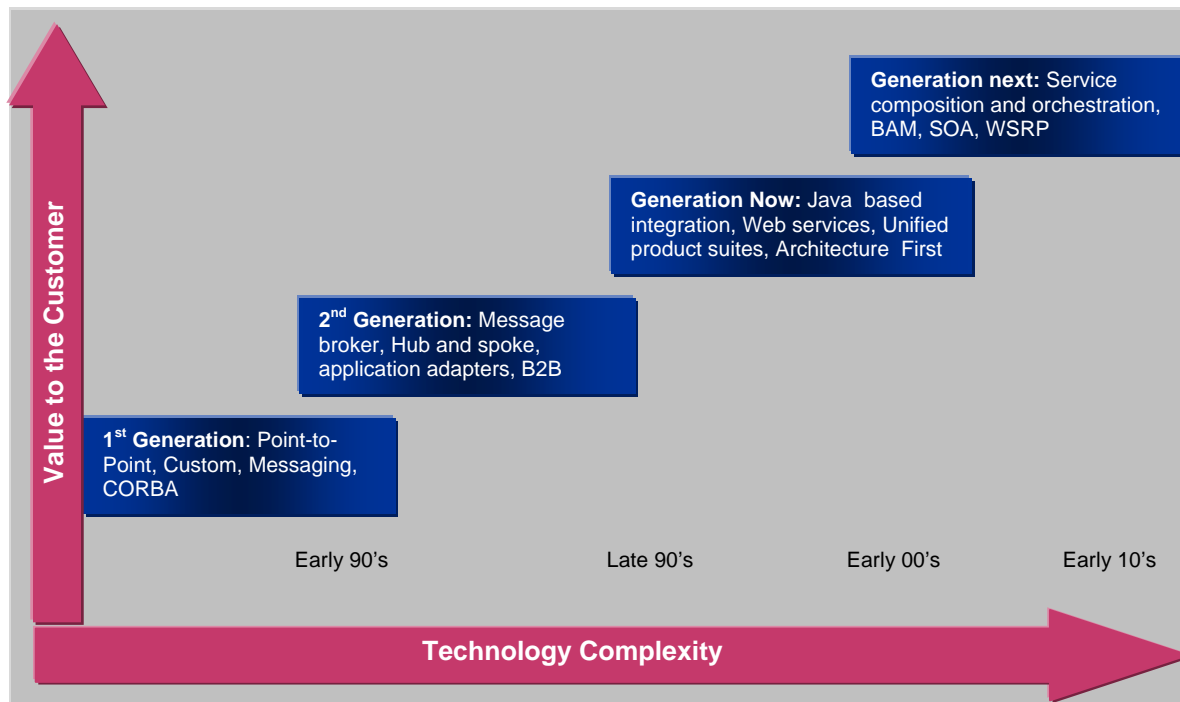 Generation next: Service
composition and orchestration,
BAM, SOA, WSRP
Generation Now: Java based
integration, Web services, Unified
product suites, Architecture First
2nd Generation: Message
broker, Hub and spoke,
application adapters, B2B
1st Generation: Point-to-
Point, Custom, Messaging,
CORBA
Value to the Customer
Early 90's
Late 90's
Early 00's
Early 10's
Technology Complexity